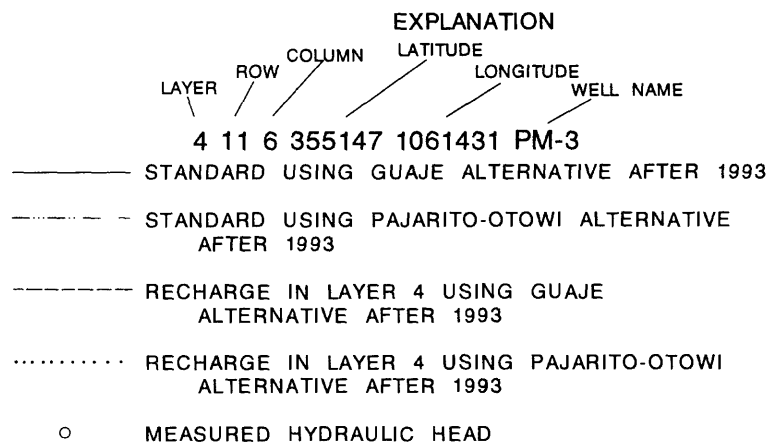 EXPLANATION
LAYER ROW COLUMN LATITUDE LONGITUDE WELL NAME
4 11 6 355147 1061431 PM-3
STANDARD USING GUAJE ALTERNATIVE AFTER 1993
STANDARD USING PAJARITO-OTOWI ALTERNATIVE
AFTER 1993
RECHARGE IN LAYER 4 USING GUAJE
ALTERNATIVE AFTER 1993
RECHARGE IN LAYER 4 USING PAJARITO-OTOWI
ALTERNATIVE AFTER 1993
MEASURED HYDRAULIC HEAD